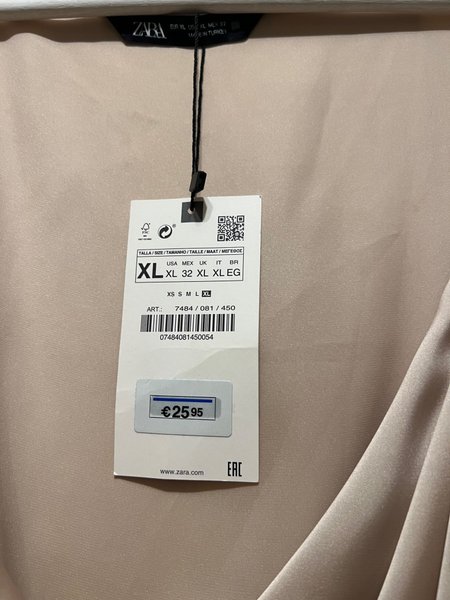 ZARA
TALLA / SIZE / TAMANHO / TAILLE / MAAT / ΜΕΓΕΘΟΣ
XL
USA MEX UK IT BR
XL 32 XL XL EG
XS S M L XL
ART.: 7484 / 081 / 450
07484081450054
€25 95
www.zara.com
EAC